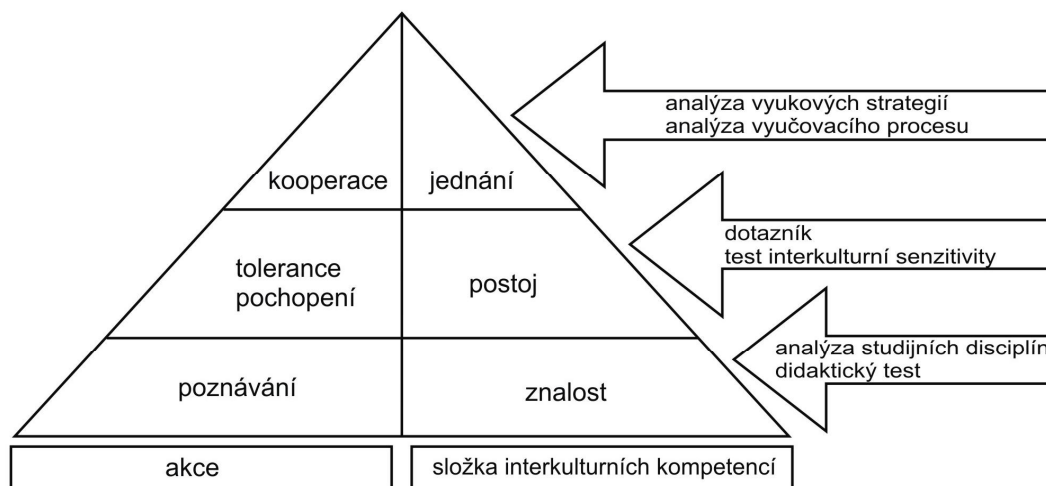 analýza vyukových strategií
analýza vyučovacího procesu
kooperace
jednání
dotazník
test interkulturní senzitivity
tolerance
pochopení
postoj
analýza studijních disciplín
didaktický test
poznávání
znalost
akce
složka interkulturních kompetencí